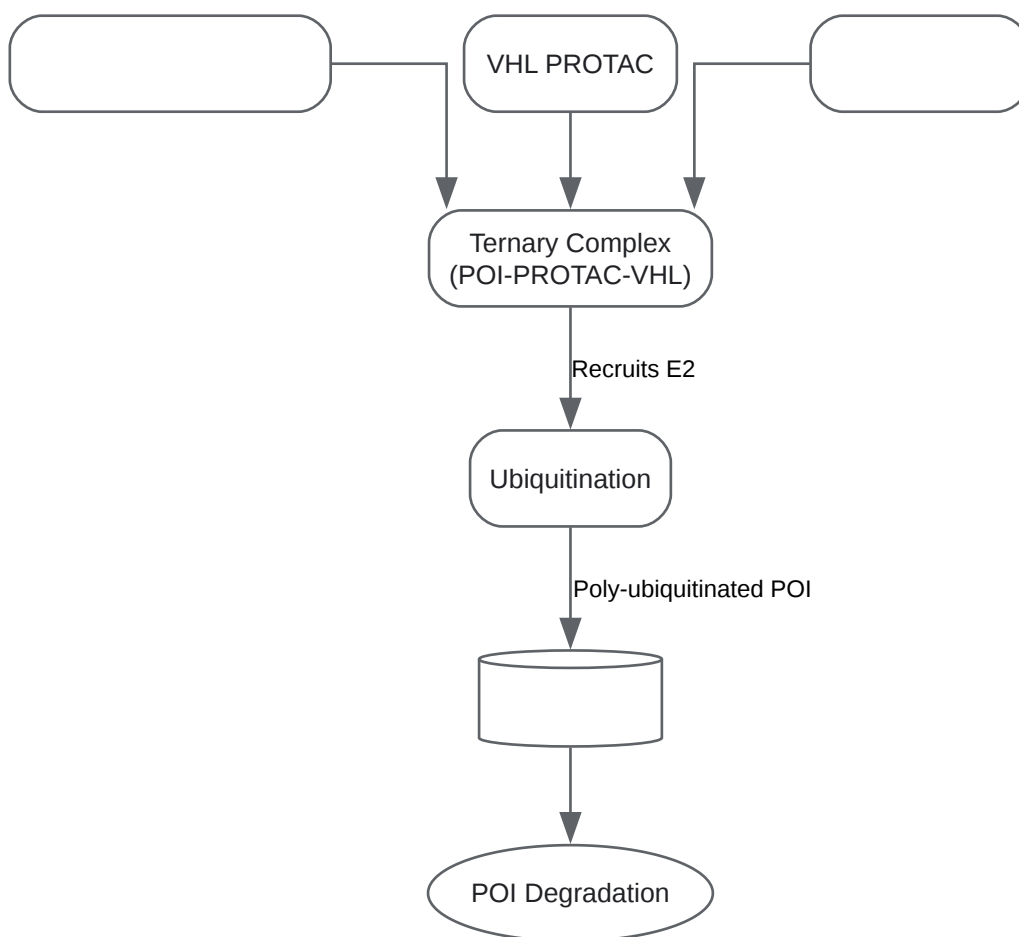 VHL PROTAC
Ternary Complex
(POI-PROTAC-VHL)
Recruits E2
Ubiquitination
Poly-ubiquitinated POI
POI Degradation